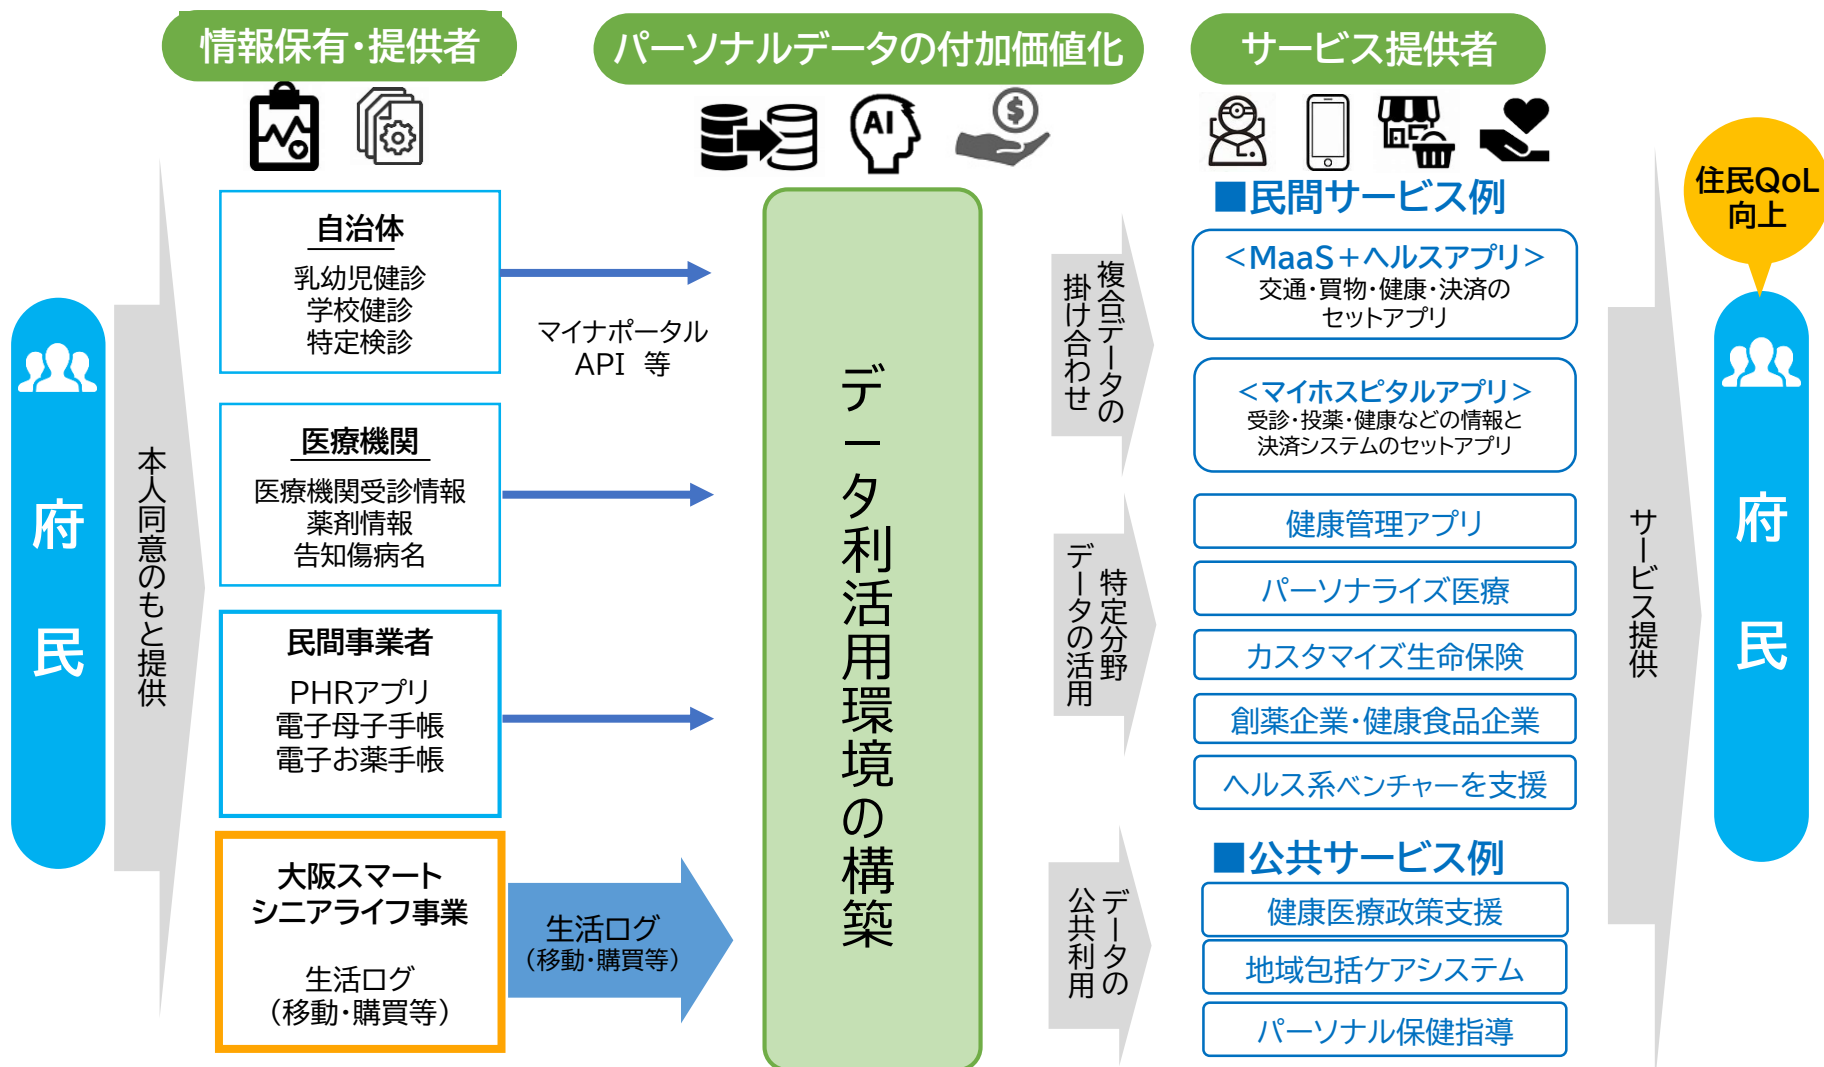 情報保有・提供者
パーソナルデータの付加価値化
サービス提供者
府民
本人同意のもと提供
自治体
乳幼児健診
学校健診
特定検診
マイナポータル
API 等
医療機関
医療機関受診情報
薬剤情報
告知傷病名
民間事業者
PHRアプリ
電子母子手帳
電子お薬手帳
大阪スマート
シニアライフ事業
生活ログ
(移動・購買等)
生活ログ
(移動・購買等)
AI
$
データ利活用環境の構築
複合データの
掛け合わせ
特定分野
データの活用
データの
公共利用
■民間サービス例
<MaaS+ヘルスアプリ>
交通・買物・健康・決済の
セットアプリ
<マイホスピタルアプリ>
受診・投薬・健康などの情報と
決済システムのセットアプリ
健康管理アプリ
パーソナライズ医療
カスタマイズ生命保険
創薬企業・健康食品企業
ヘルス系ベンチャーを支援
■公共サービス例
健康医療政策支援
地域包括ケアシステム
パーソナル保健指導
サービス提供
住民QoL
向上
府民